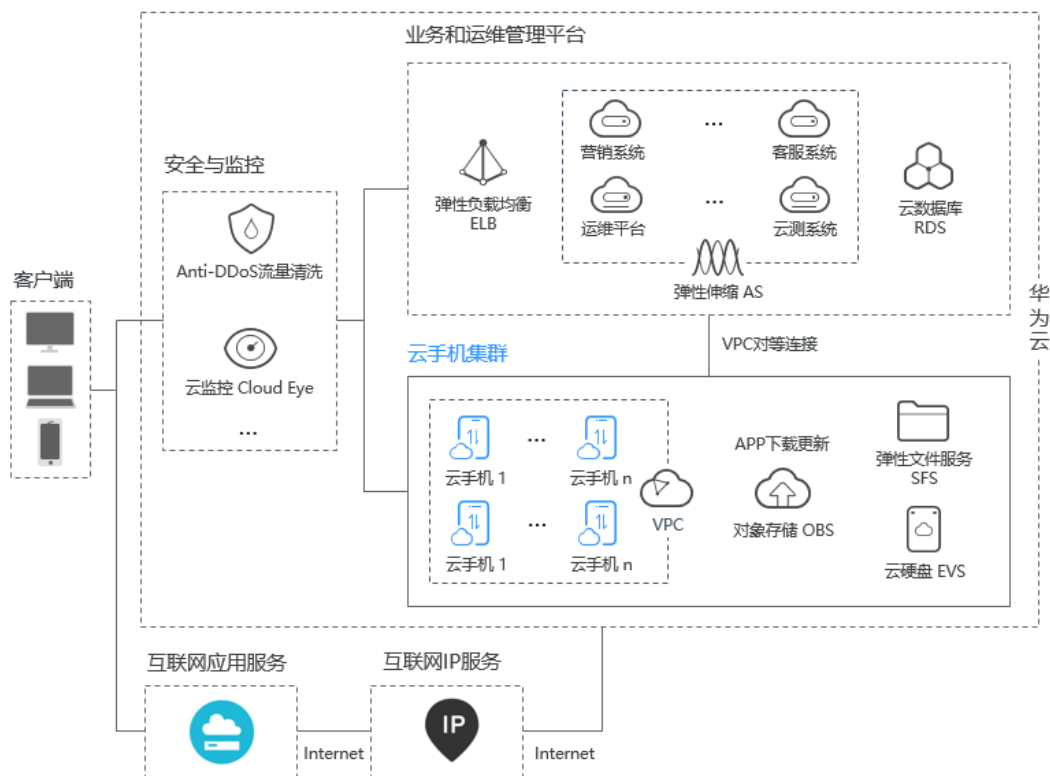 业务和运维管理平台
安全与监控
Anti-DDoS流量清洗
云监控 Cloud Eye
...
客户端
弹性负载均衡
ELB
营销系统
...
客服系统
运维平台
...
云测系统
弹性伸缩 AS
云数据库
RDS
华
为
云
VPC对等连接
云手机集群
云手机 1
...
云手机 n
云手机 1
...
云手机 n
VPC
APP下载更新
对象存储 OBS
弹性文件服务
SFS
云硬盘 EVS
互联网应用服务
Internet
互联网IP服务
IP
Internet